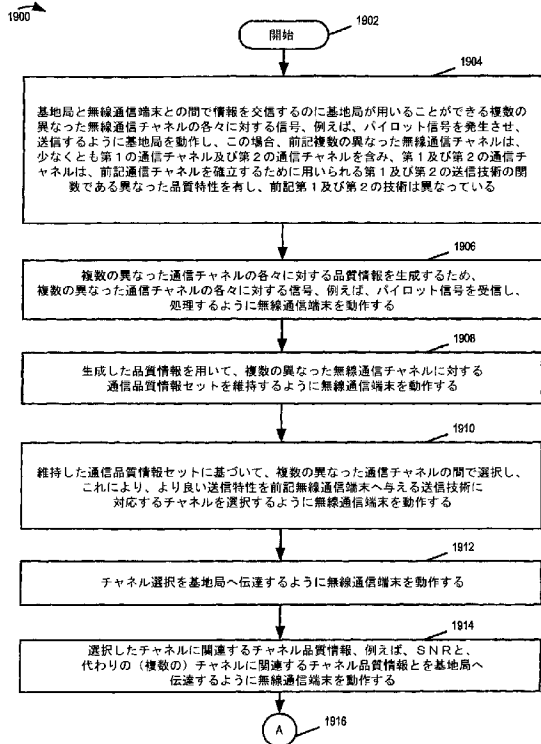 1900
開始
1902
1904
基地局と無線通信端末との間で情報を交信するのに基地局が用いることができる複数の
異なった無線通信チャネルの各々に対する信号、例えば、パイロット信号を発生させ、
送信するように基地局を動作し、この場合、前記複数の異なった無線通信チャネルは、
少なくとも第1の通信チャネル及び第2の通信チャネルを含み、第1及び第2の通信チャ
ネルは、前記通信チャネルを確立するために用いられる第1及び第2の送信技術の関
数である異なった品質特性を有し、前記第1及び第2の技術は異なっている
1906
複数の異なった通信チャネルの各々に対する品質情報を生成するため、
複数の異なった通信チャネルの各々に対する信号、例えば、パイロット信号を受信し、
処理するように無線通信端末を動作する
1908
生成した品質情報を用いて、複数の異なった無線通信チャネルに対する
通信品質情報セットを維持するように無線通信端末を動作する
1910
維持した通信品質情報セットに基づいて、複数の異なった通信チャネルの間で選択し、
これにより、より良い送信特性を前記無線通信端末へ与える送信技術に
対応するチャネルを選択するように無線通信端末を動作する
1912
チャネル選択を基地局へ伝達するように無線通信端末を動作する
1914
選択したチャネルに関連するチャネル品質情報、例えば、SNRと、
代わりの（複数の）チャネルに関連するチャネル品質情報とを基地局へ
伝達するように無線通信端末を動作する
A
1916